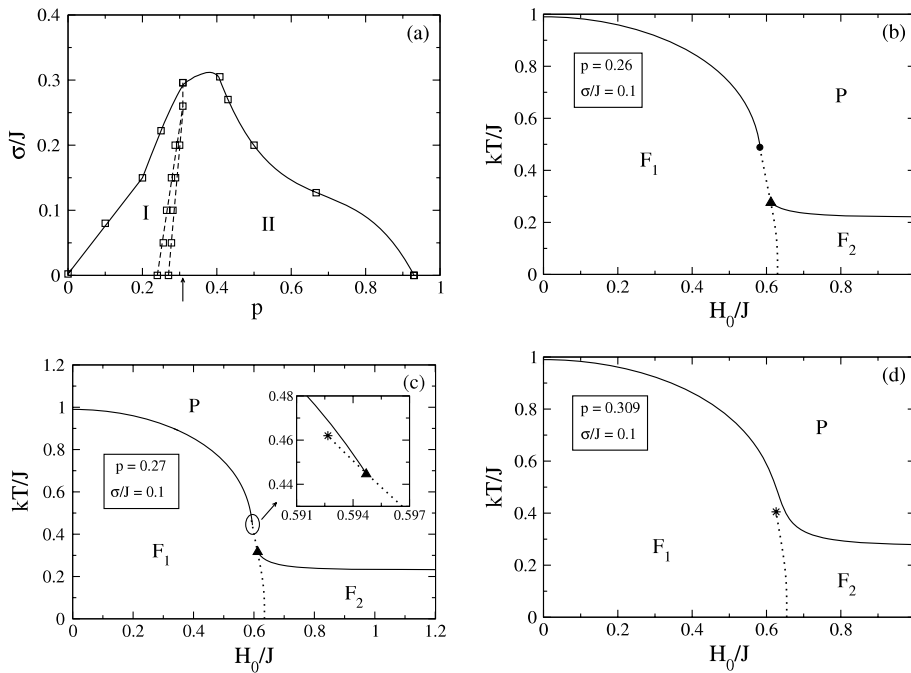 (a)
0.4
0.3
0.2
0.1
0
σ/J
I
II
0 0.2 0.4 0.6 0.8 1
p
(b)
1
0.8
0.6
0.4
0.2
0
kT/J
p = 0.26
σ/J = 0.1
P
F1
F2
0 0.2 0.4 0.6 0.8
H0/J
(c)
1.2
1
0.8
0.6
0.4
0.2
0
kT/J
P
p = 0.27
σ/J = 0.1
0.48
0.46
0.44
0.591 0.594 0.597
F1
F2
0 0.2 0.4 0.6 0.8 1 1.2
H0/J
(d)
1
0.8
0.6
0.4
0.2
0
kT/J
p = 0.309
σ/J = 0.1
P
F1
F2
0 0.2 0.4 0.6 0.8
H0/J